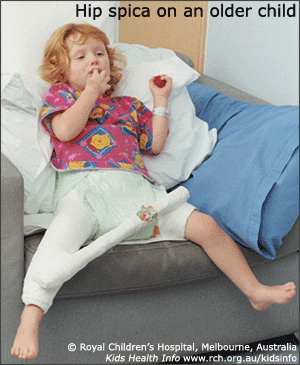 Hip spica on an older child
© Royal Children's Hospital, Melbourne, Australia
Kids Health Info www.rch.org.au/kidsinfo